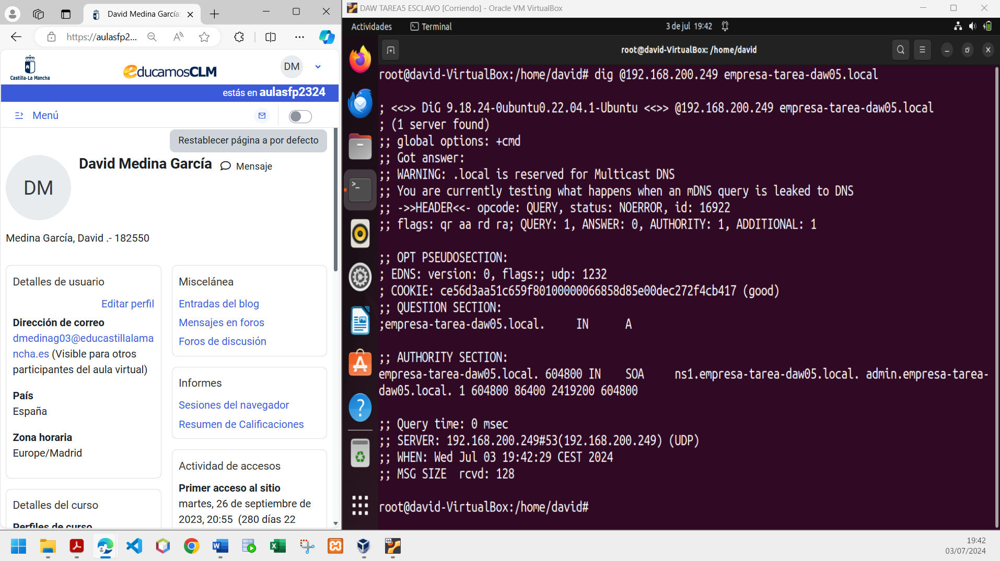 David Medina García:
https://aulasfp2...
Castilla-La Mancha
educamosCLM
DM
estás en aulasfp2324
Menú
Restablecer página a por defecto
DM
David Medina García
Mensaje
Medina García, David .- 182550
Detalles de usuario
Editar perfil
Dirección de correo
dmedinag03@educastillalama
ncha.es (Visible para otros
participantes del aula virtual)
País
España
Zona horaria
Europe/Madrid
Detalles del curso
Perfiles de curso
Miscelánea
Entradas del blog
Mensajes en foros
Foros de discusión
Informes
Sesiones del navegador
Resumen de Calificaciones
Actividad de accesos
Primer acceso al sitio
martes, 26 de septiembre de
2023, 20:55 (280 días 22
DAW TAREA5 ESCLAVO [Corriendo] - Oracle VM VirtualBox
Actividades
Terminal
3 de jul 19:42
root@david-VirtualBox: /home/david
root@david-VirtualBox:/home/david# dig @192.168.200.249 empresa-tarea-daw05.local
; <<>> DiG 9.18.24-0ubuntu0.22.04.1-Ubuntu <<>> @192.168.200.249 empresa-tarea-daw05.local
; (1 server found)
;; global options: +cmd
;; Got answer:
;; WARNING: .local is reserved for Multicast DNS
;; You are currently testing what happens when an mDNS query is leaked to DNS
;; ->>HEADER<<- opcode: QUERY, status: NOERROR, id: 16922
;; flags: qr aa rd ra; QUERY: 1, ANSWER: 0, AUTHORITY: 1, ADDITIONAL: 1
;; OPT PSEUDOSECTION:
; EDNS: version: 0, flags:; udp: 1232
; COOKIE: ce56d3aa51c659f80100000066858d85e00dec272f4cb417 (good)
;; QUESTION SECTION:
;empresa-tarea-daw05.local. IN A
;; AUTHORITY SECTION:
empresa-tarea-daw05.local. 604800 IN SOA ns1.empresa-tarea-daw05.local. admin.empresa-tarea-
daw05.local. 1 604800 86400 2419200 604800
;; Query time: 0 msec
;; SERVER: 192.168.200.249#53(192.168.200.249) (UDP)
;; WHEN: Wed Jul 03 19:42:29 CEST 2024
;; MSG SIZE rcvd: 128
root@david-VirtualBox:/home/david#
19:42
03/07/2024